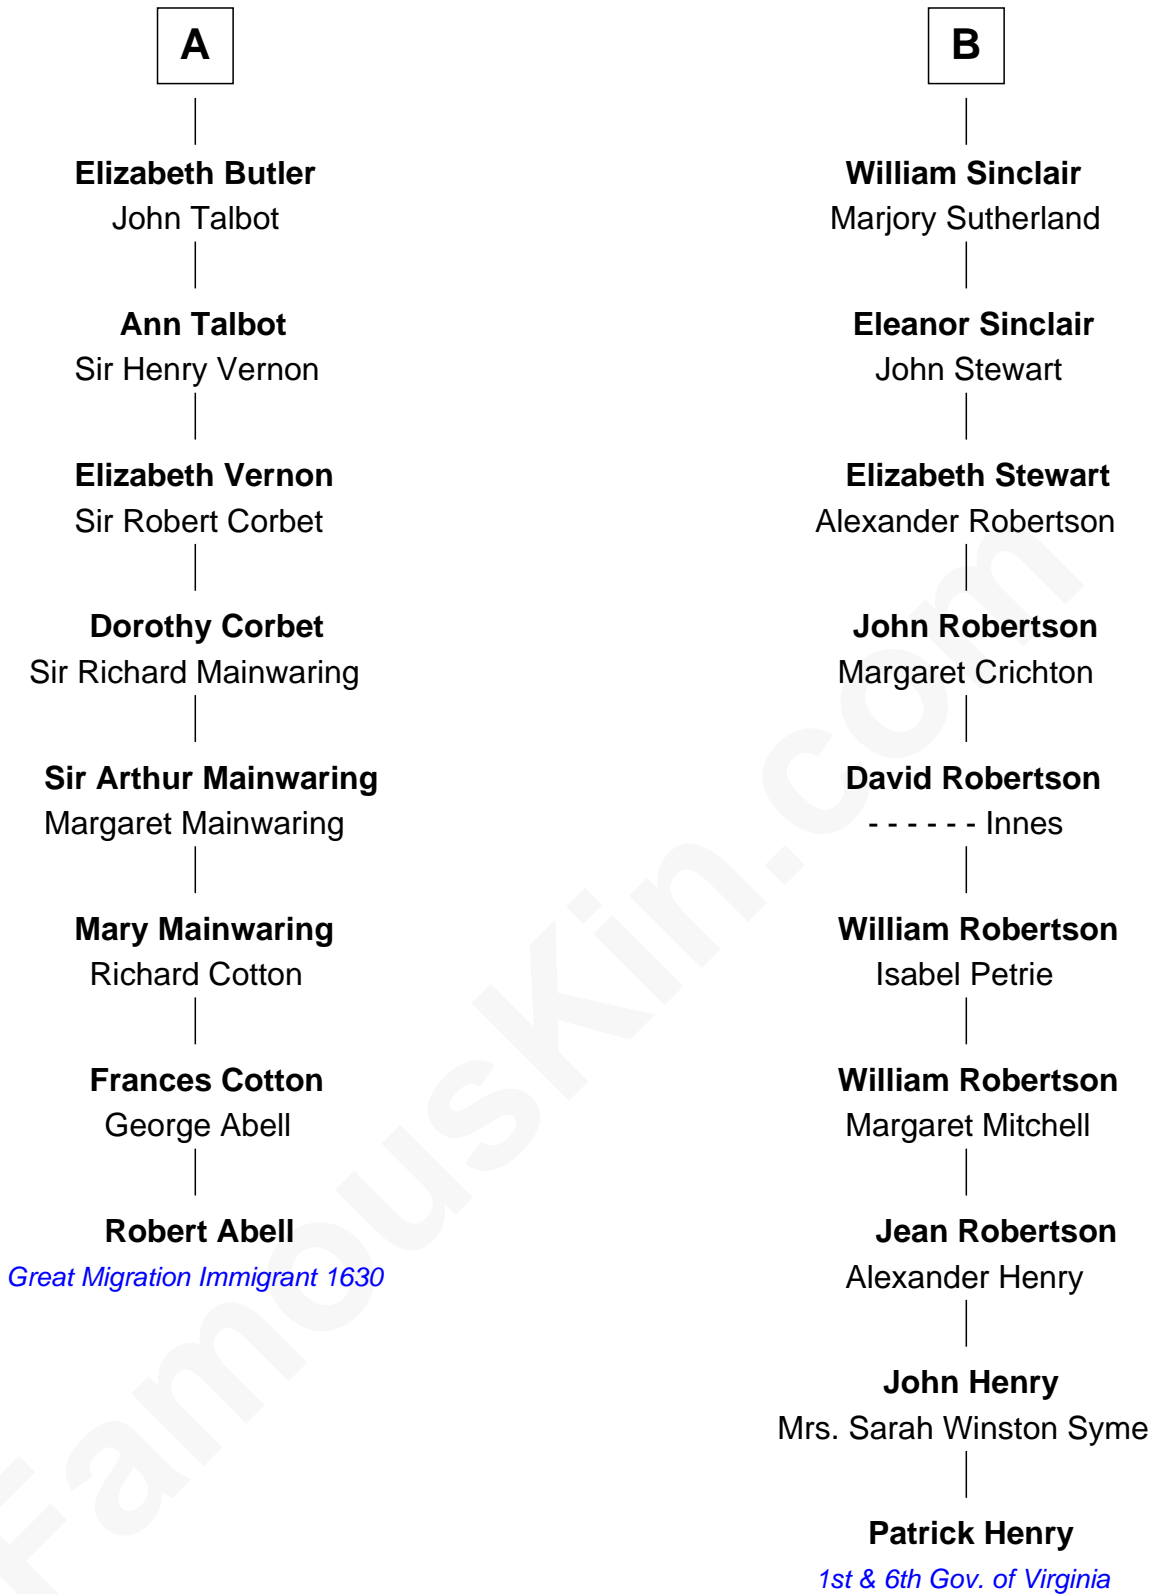 A
Elizabeth Butler
John Talbot
Ann Talbot
Sir Henry Vernon
Elizabeth Vernon
Sir Robert Corbet
Dorothy Corbet
Sir Richard Mainwaring
Sir Arthur Mainwaring
Margaret Mainwaring
Mary Mainwaring
Richard Cotton
Frances Cotton
George Abell
Robert Abell
Great Migration Immigrant 1630
B
William Sinclair
Marjory Sutherland
Eleanor Sinclair
John Stewart
Elizabeth Stewart
Alexander Robertson
John Robertson
Margaret Crichton
David Robertson
- - - - - - Innes
William Robertson
Isabel Petrie
William Robertson
Margaret Mitchell
Jean Robertson
Alexander Henry
John Henry
Mrs. Sarah Winston Syme
Patrick Henry
1st & 6th Gov. of Virginia
FamousKin.com